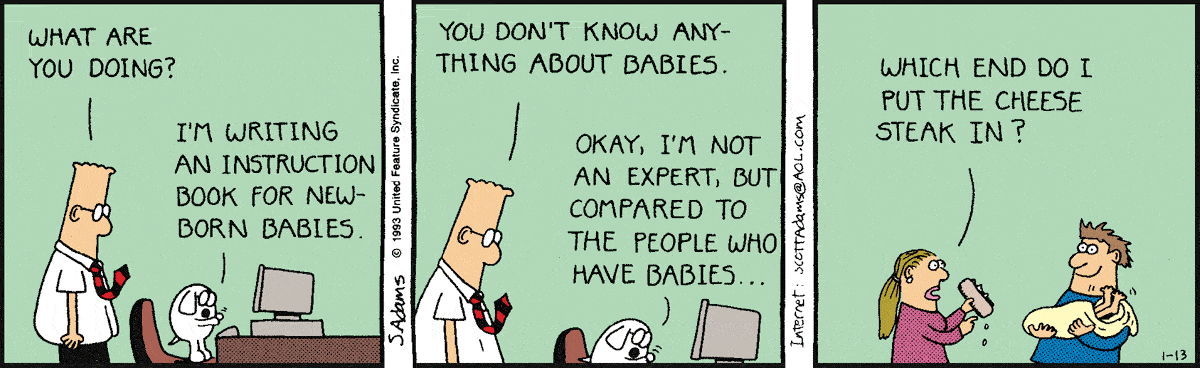 WHAT ARE
YOU DOING?
I'M WRITING
AN INSTRUCTION
BOOK FOR NEW-
BORN BABIES.
S.Adams
© 1993 United Feature Syndicate, Inc.
YOU DON'T KNOW ANY-
THING ABOUT BABIES.
OKAY, I'M NOT
AN EXPERT, BUT
COMPARED TO
THE PEOPLE WHO
HAVE BABIES...
Internet: SCOTTAdams@AOL.com
WHICH END DO I
PUT THE CHEESE
STEAK IN?
1-13